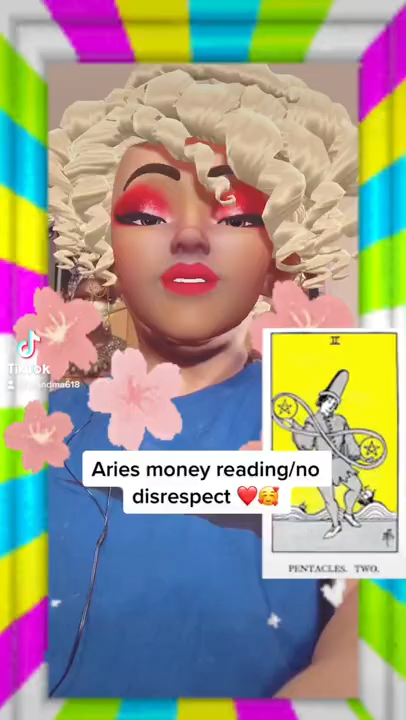 TikTok
Aries money reading/no
disrespect ❤️🥰
II
PENTACLES. TWO.